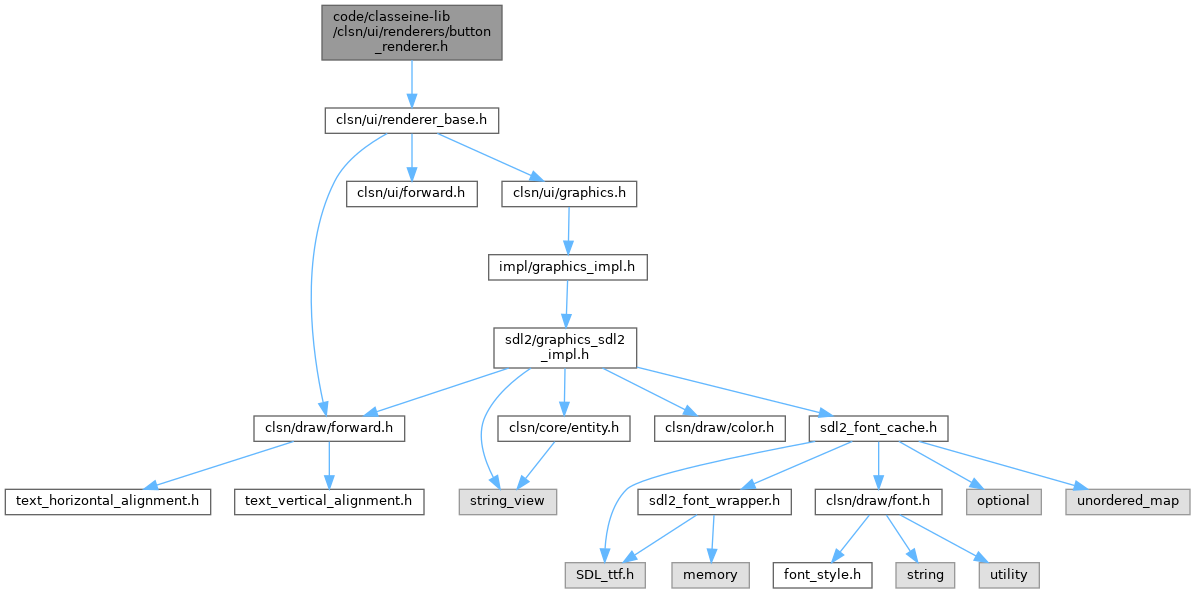 code/classeine-lib
/clsn/ui/renderers/button
_renderer.h
clsn/ui/renderer_base.h
clsn/ui/forward.h
clsn/ui/graphics.h
impl/graphics_impl.h
sdl2/graphics_sdl2
_impl.h
clsn/draw/forward.h
clsn/core/entity.h
clsn/draw/color.h
sdl2_font_cache.h
text_horizontal_alignment.h
text_vertical_alignment.h
string_view
sdl2_font_wrapper.h
clsn/draw/font.h
optional
unordered_map
SDL_ttf.h
memory
font_style.h
string
utility